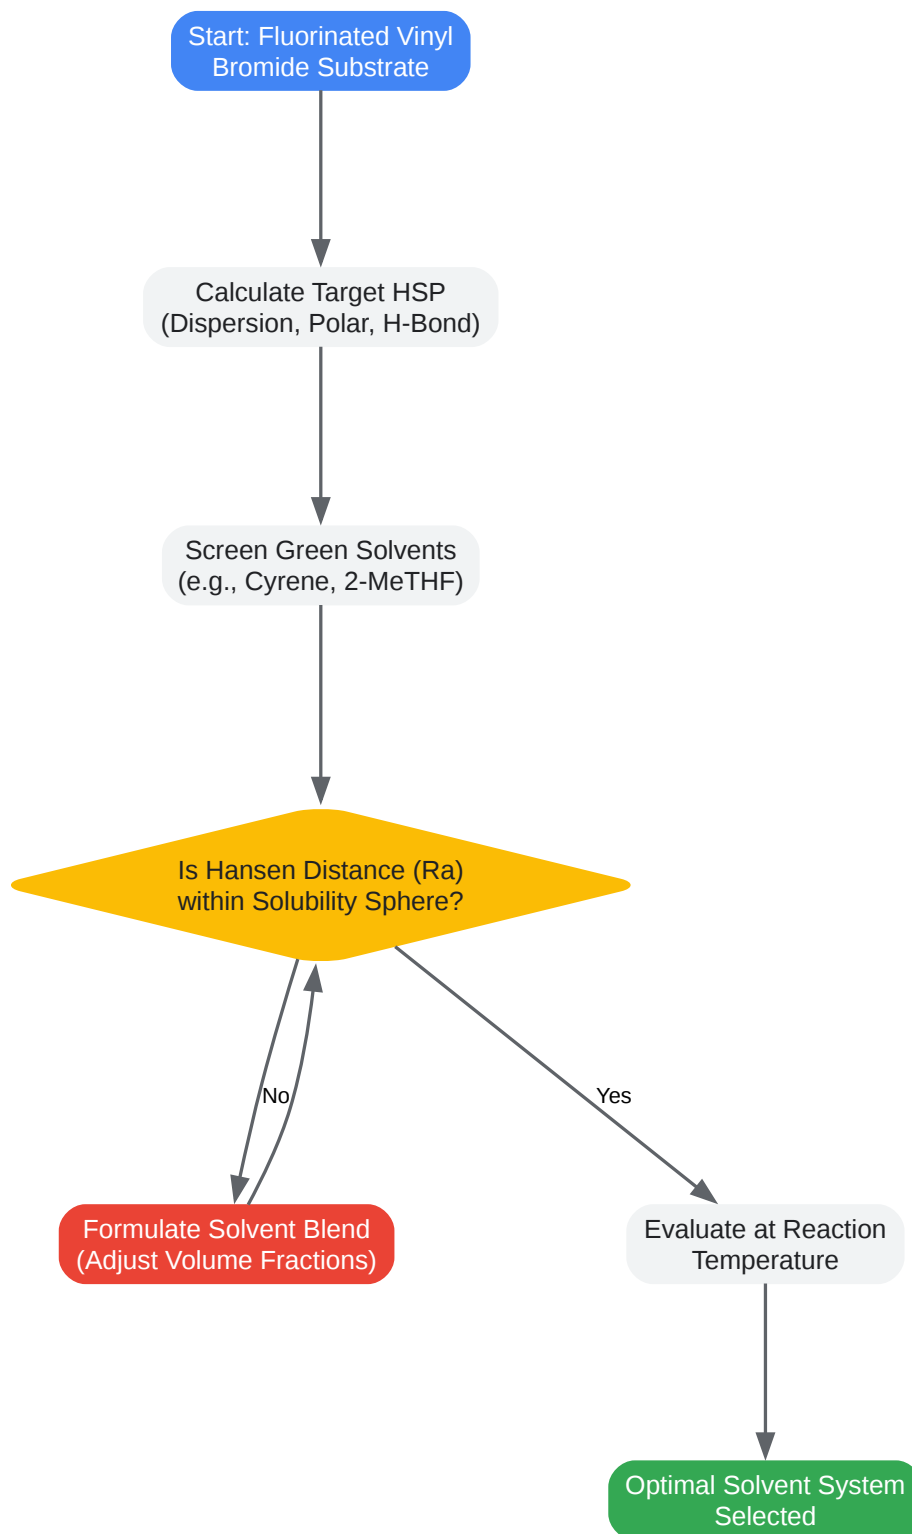 Start: Fluorinated Vinyl
Bromide Substrate
Calculate Target HSP
(Dispersion, Polar, H-Bond)
Screen Green Solvents
(e.g., Cyrene, 2-MeTHF)
Is Hansen Distance (Ra)
within Solubility Sphere?
No
Yes
Formulate Solvent Blend
(Adjust Volume Fractions)
Evaluate at Reaction
Temperature
Optimal Solvent System
Selected